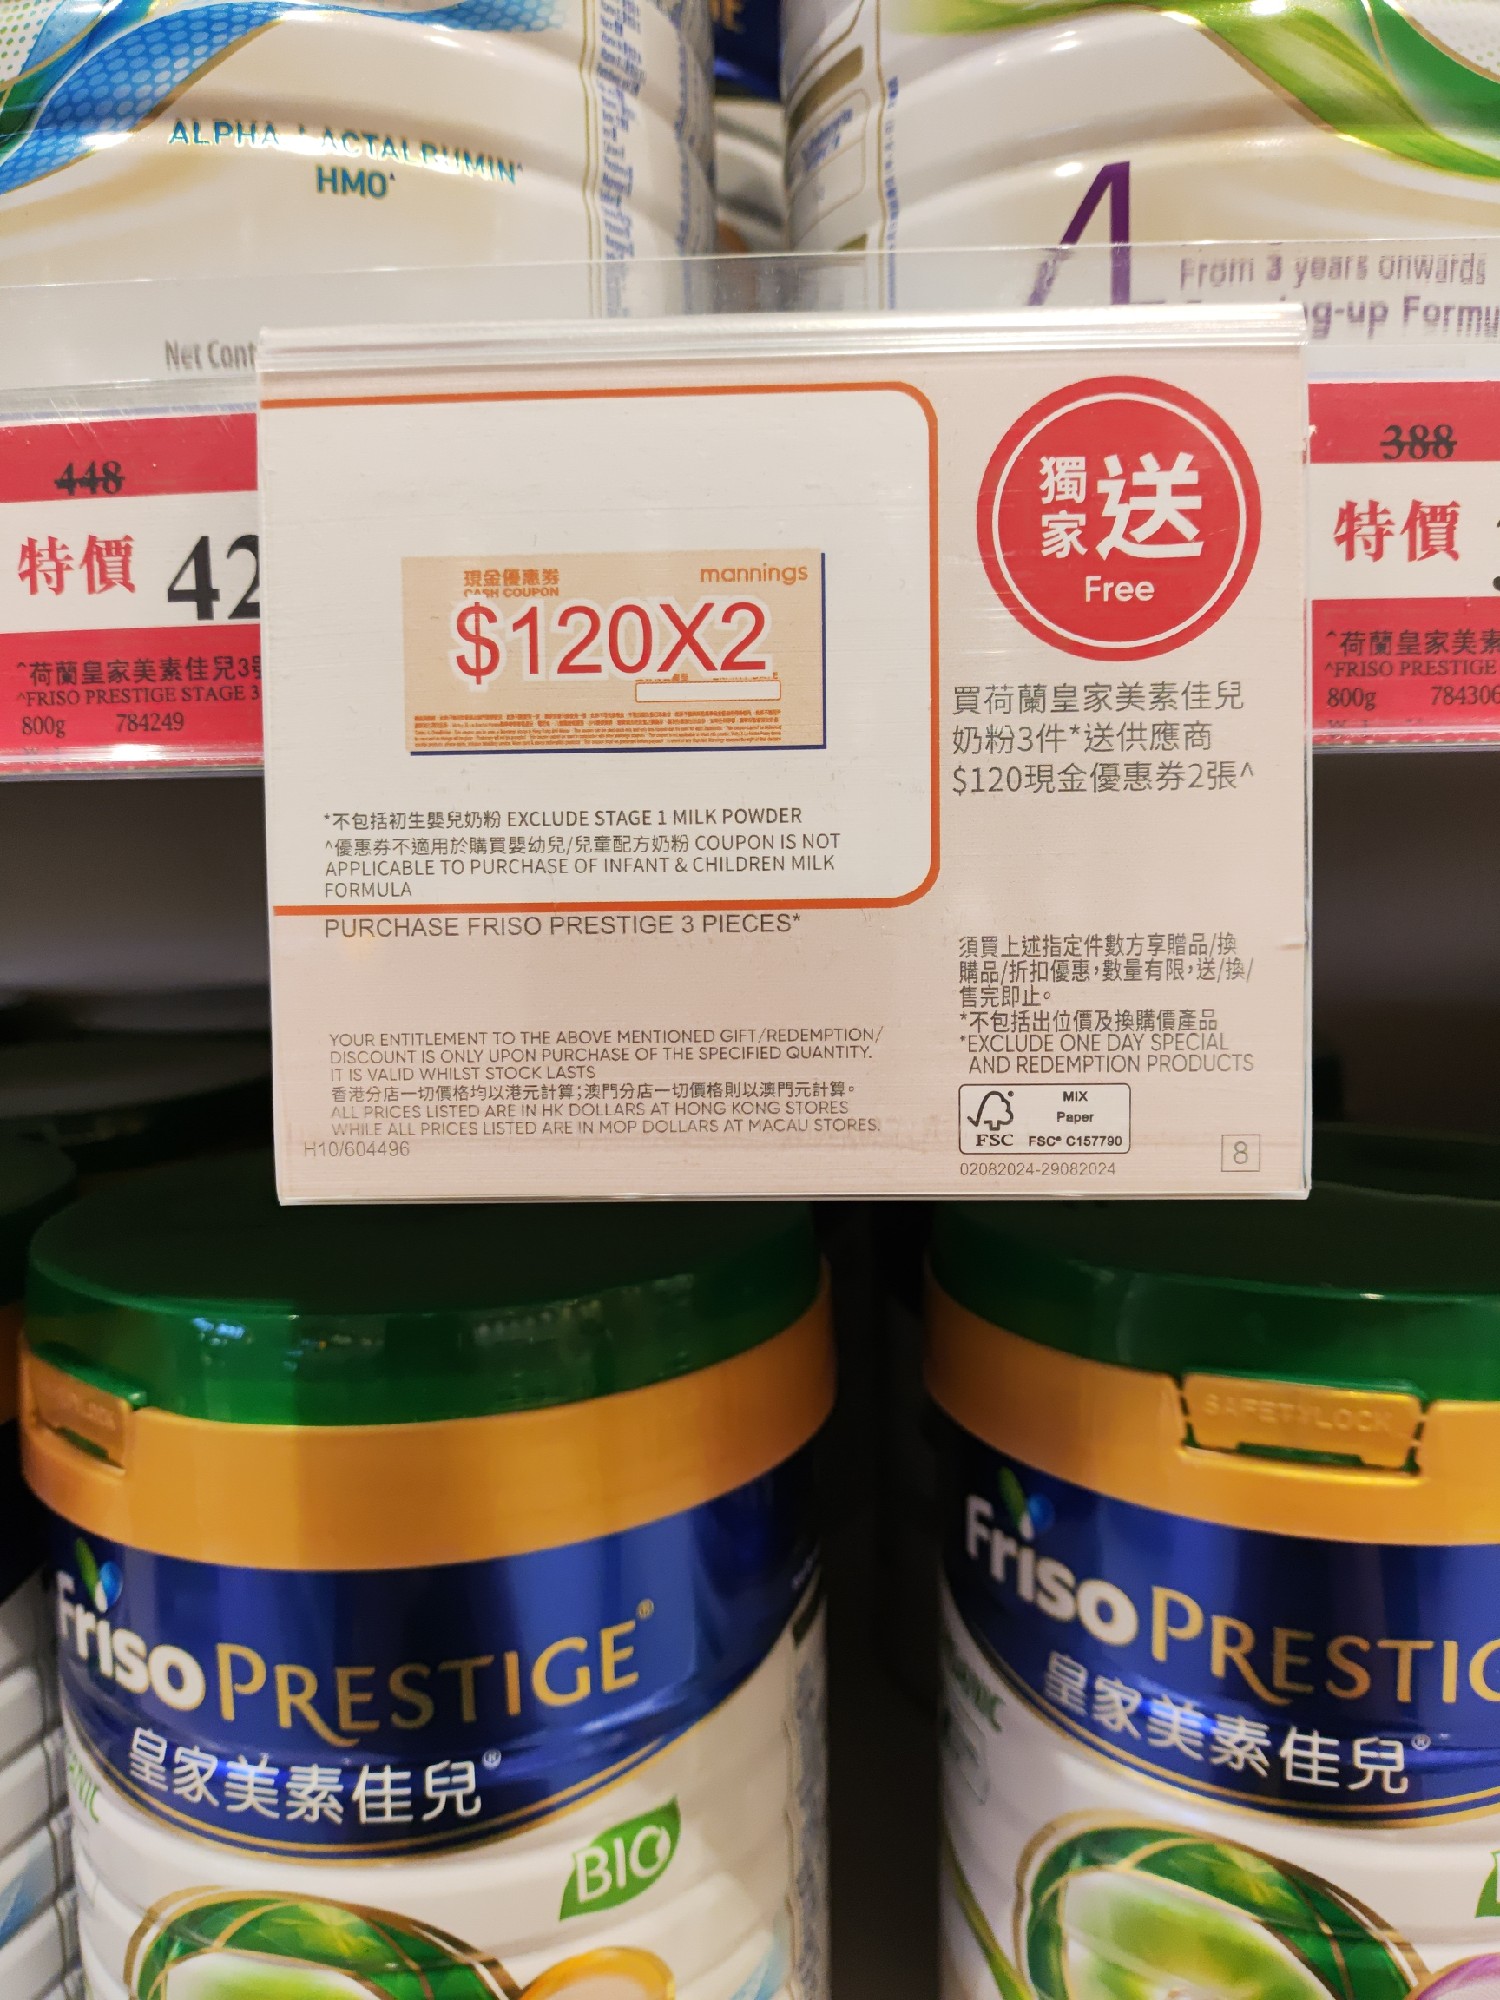 ALPHA LACTALBUMIN
HMO
From 3 years onwards
Net Cont
g-up Formu
448
特價 42
^荷蘭皇家美素佳兒3號
^FRISO PRESTIGE STAGE 3
800g 784249
388
特價
^荷蘭皇家美素
^FRISO PRESTIGE
800g 784306
現金優惠券
CASH COUPON
mannings
$120X2
獨家送
Free
買荷蘭皇家美素佳兒
奶粉3件*送供應商
$120現金優惠券2張^
*不包括初生嬰兒奶粉 EXCLUDE STAGE 1 MILK POWDER
^優惠券不適用於購買嬰幼兒/兒童配方奶粉 COUPON IS NOT
APPLICABLE TO PURCHASE OF INFANT & CHILDREN MILK
FORMULA
PURCHASE FRISO PRESTIGE 3 PIECES*
須買上述指定件數方享贈品/換
購品/折扣優惠，數量有限，送/換/
售完即止。
*不包括出位價及換購價產品
*EXCLUDE ONE DAY SPECIAL
AND REDEMPTION PRODUCTS
YOUR ENTITLEMENT TO THE ABOVE MENTIONED GIFT/REDEMPTION/
DISCOUNT IS ONLY UPON PURCHASE OF THE SPECIFIED QUANTITY.
IT IS VALID WHILST STOCK LASTS
香港分店一切價格均以港元計算；澳門分店一切價格則以澳門元計算。
ALL PRICES LISTED ARE IN HK DOLLARS AT HONG KONG STORES
WHILE ALL PRICES LISTED ARE IN MOP DOLLARS AT MACAU STORES.
H10/604496
FSC
MIX
Paper
FSC® C157790
02082024-29082024
8
SAFETY LOCK
Friso PRESTIGE®
皇家美素佳兒®
BIO
Friso PRESTIG
皇家美素佳兒®